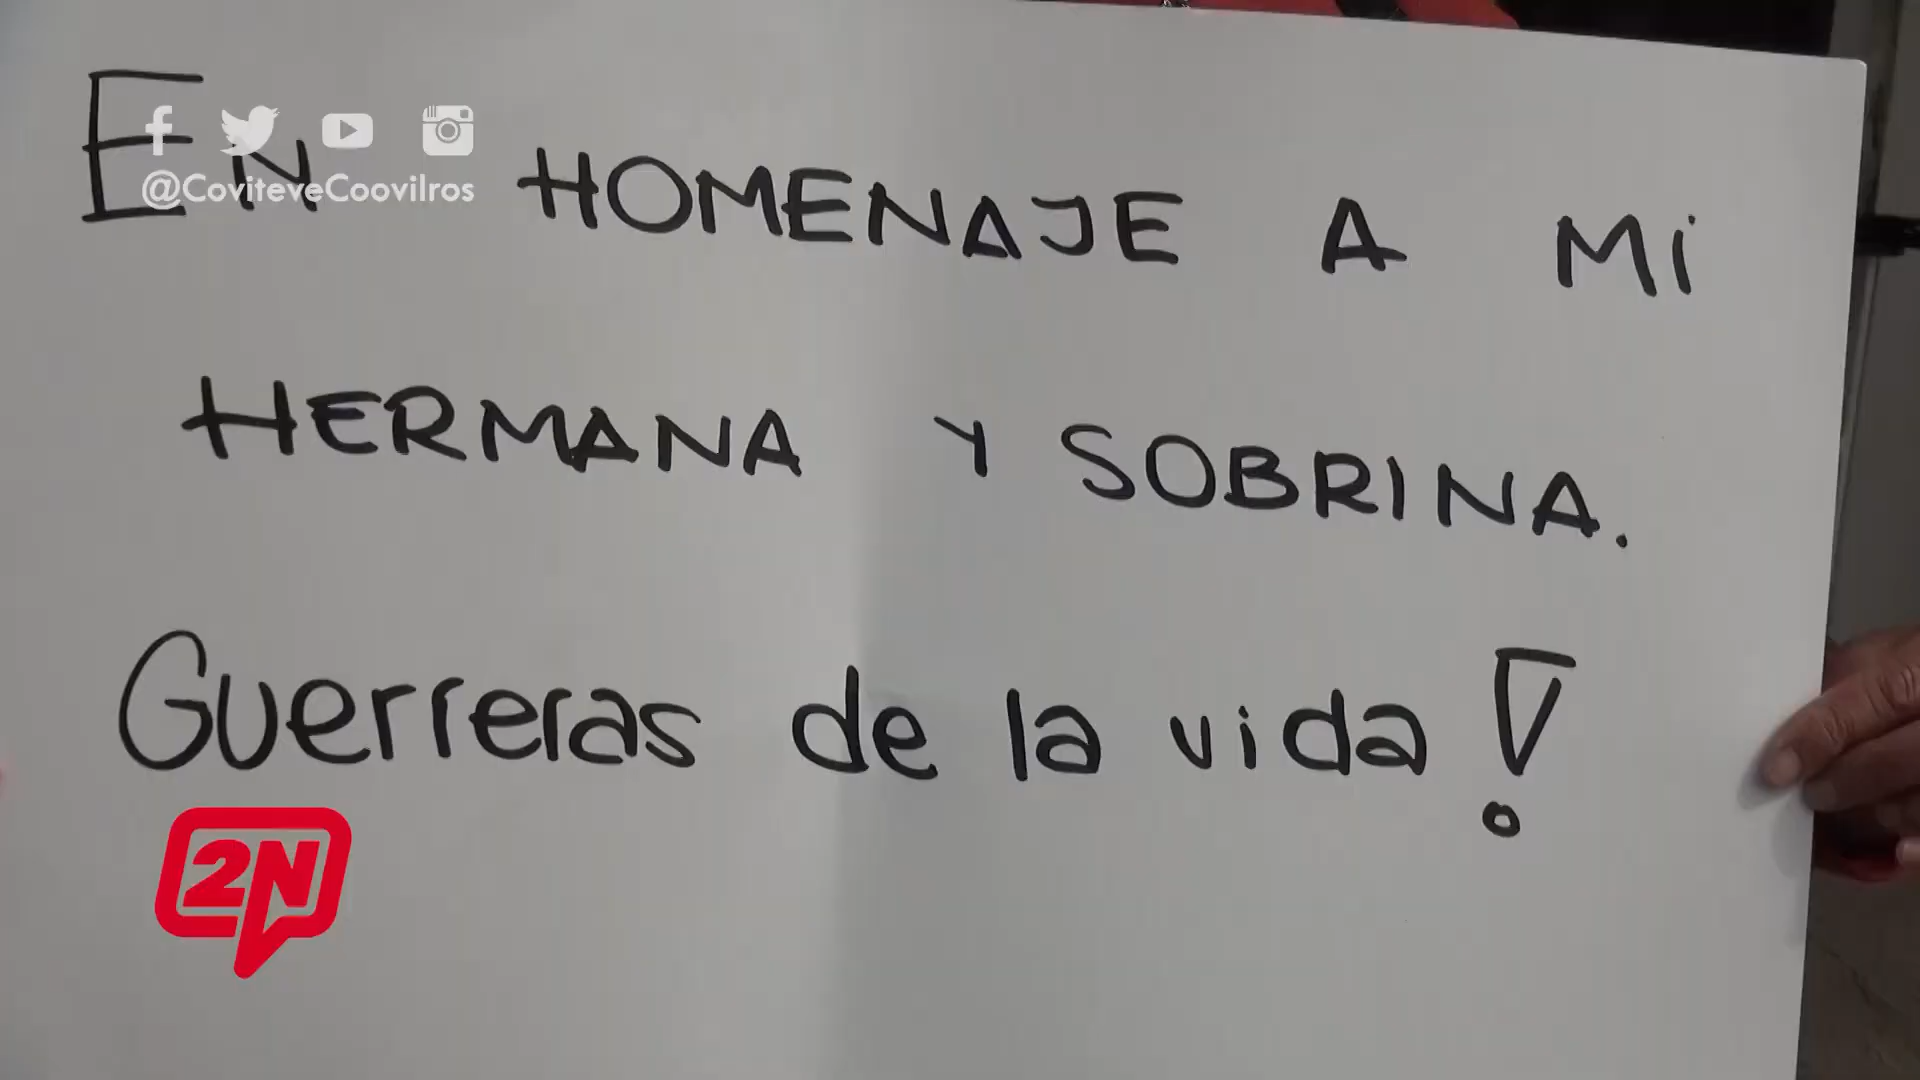 @CoviteveCoovilros
En HOMENAJE A Mi
HERMANA Y SOBRINA.
Guerreras de la vida!
2N